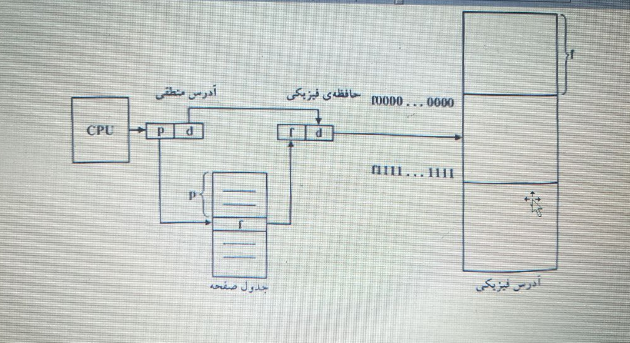 آدرس منطقی
حافظه‌ی فیزیکی
f
f0000...0000
CPU
p d
f d
f1111...1111
p
f
جدول صفحه
آدرس فیزیکی